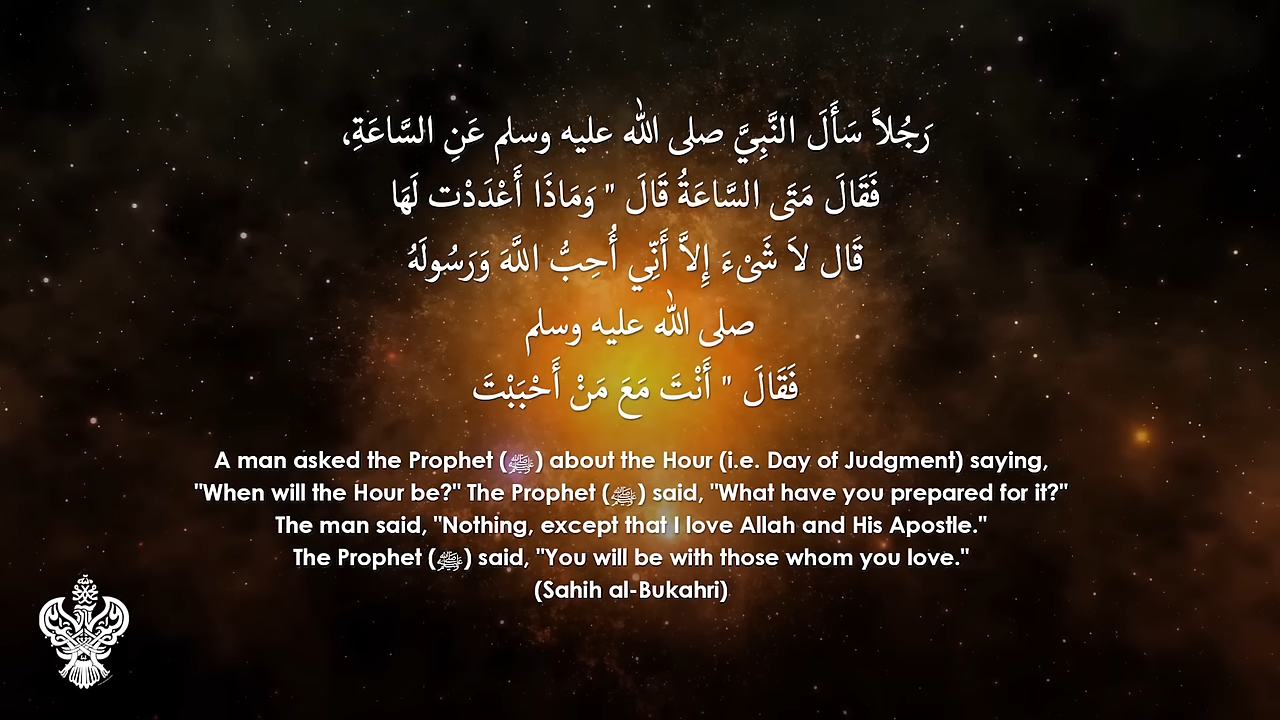 رَجُلاً سَأَلَ النَّبِيَّ صلى الله عليه وسلم عَنِ السَّاعَةِ،
فَقَالَ مَتَى السَّاعَةُ قَالَ " وَمَاذَا أَعْدَدْت لَهَا
قَال لاَ شَىْءَ إِلاَّ أَنِّي أُحِبُّ اللَّهَ وَرَسُولَهُ
صلى الله عليه وسلم
فَقَالَ " أَنْتَ مَعَ مَنْ أَحْبَبْتَ
A man asked the Prophet (ﷺ) about the Hour (i.e. Day of Judgment) saying,
"When will the Hour be?" The Prophet (ﷺ) said, "What have you prepared for it?"
The man said, "Nothing, except that I love Allah and His Apostle."
The Prophet (ﷺ) said, "You will be with those whom you love."
(Sahih al-Bukahri)